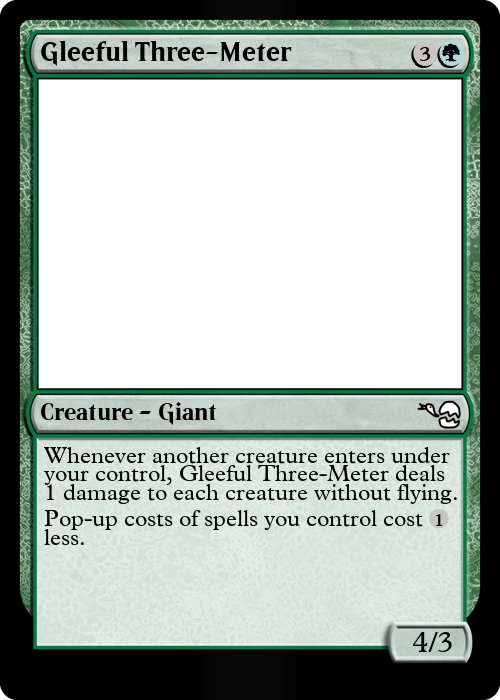 Gleeful Three-Meter 3
Creature - Giant
Whenever another creature enters under
your control, Gleeful Three-Meter deals
1 damage to each creature without flying.
Pop-up costs of spells you control cost 1
less.
4/3